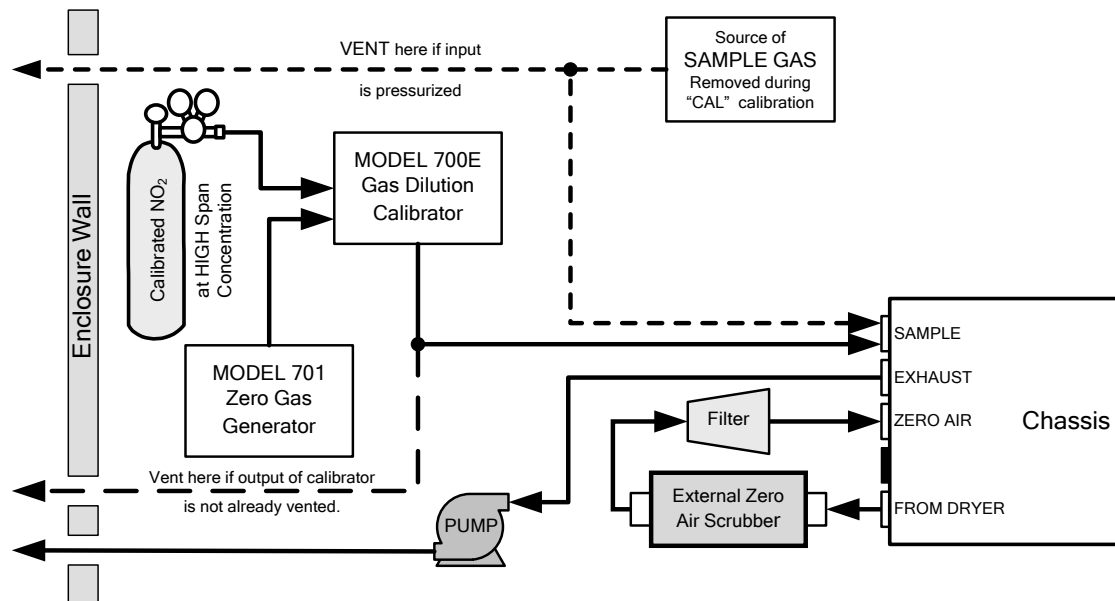 VENT here if input
is pressurized
Source of
SAMPLE GAS
Removed during
“CAL” calibration
Enclosure Wall
Calibrated NO₂
at HIGH Span
Concentration
MODEL 700E
Gas Dilution
Calibrator
MODEL 701
Zero Gas
Generator
Vent here if output of calibrator
is not already vented.
PUMP
Filter
External Zero
Air Scrubber
SAMPLE
EXHAUST
ZERO AIR
FROM DRYER
Chassis